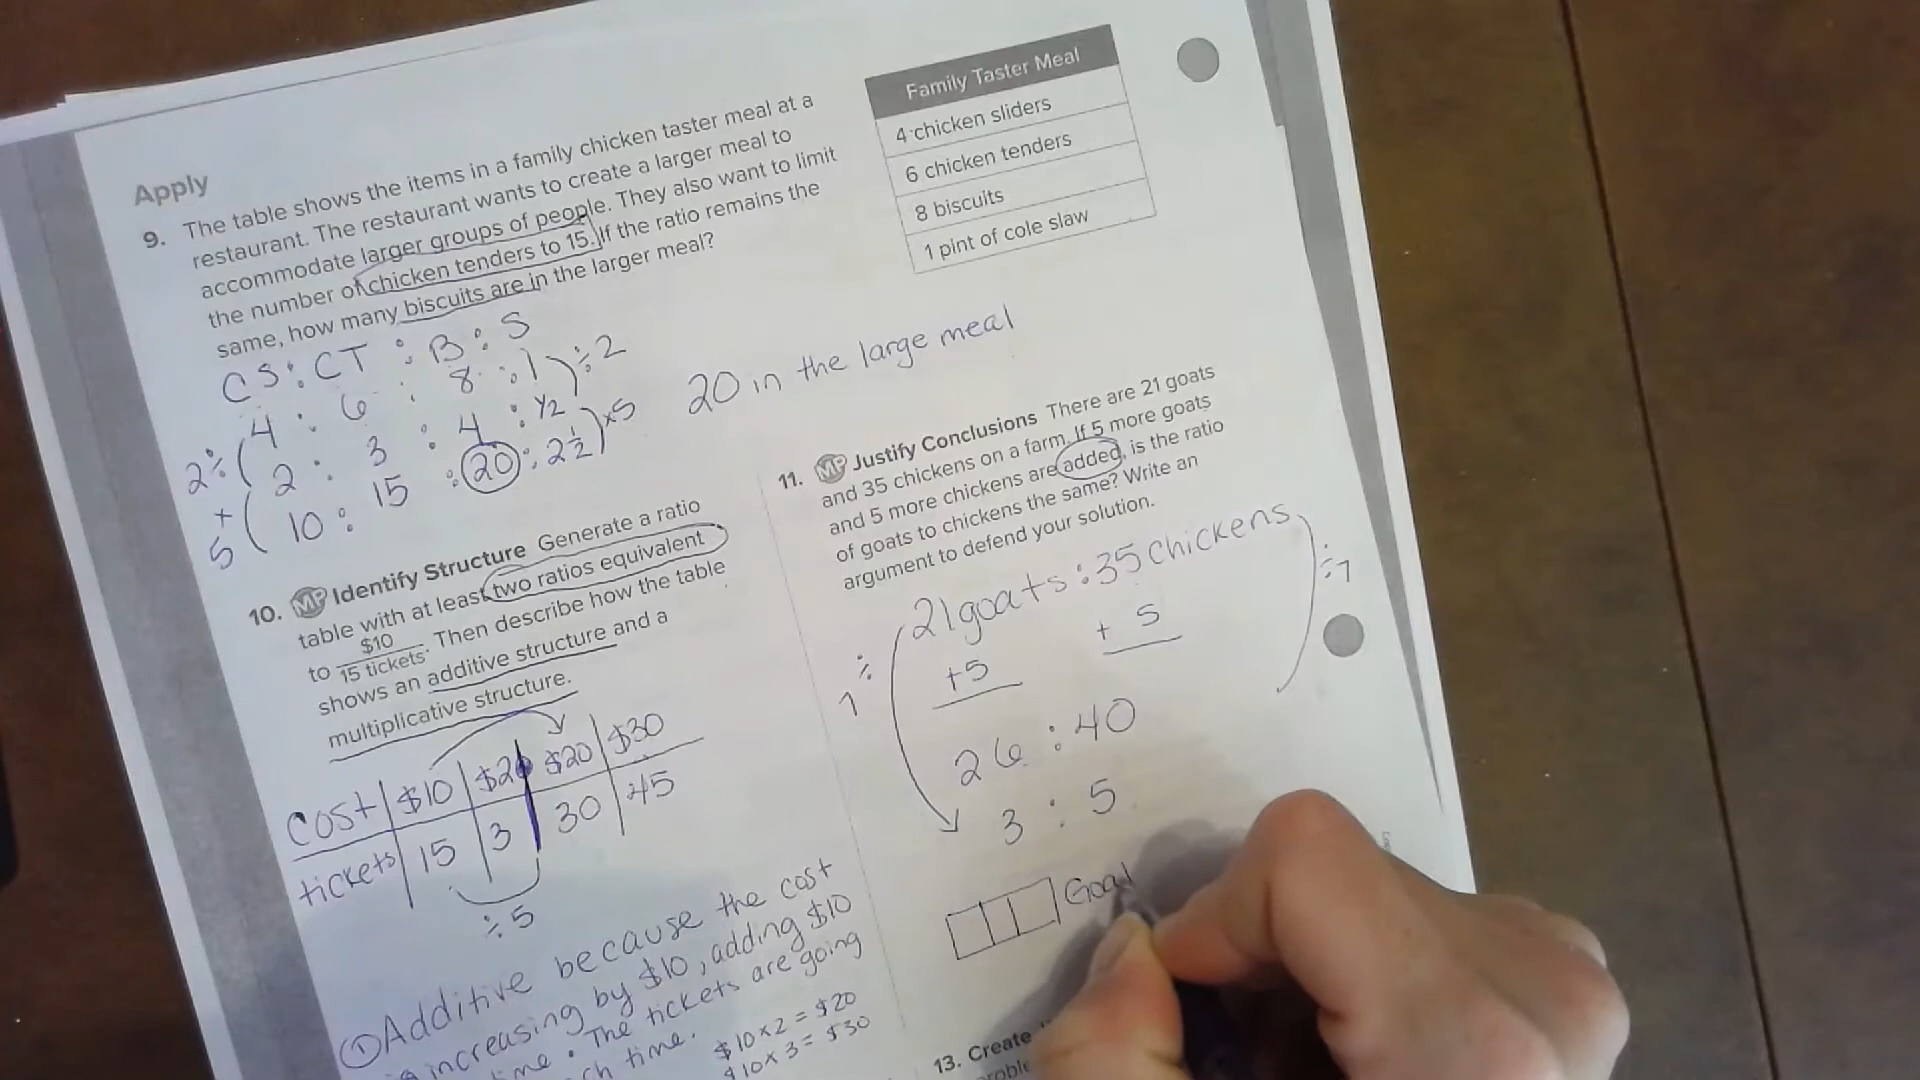 Apply
9. The table shows the items in a family chicken taster meal at a
restaurant. The restaurant wants to create a larger meal to
accommodate larger groups of people. They also want to limit
the number of chicken tenders to 15. If the ratio remains the
same, how many biscuits are in the larger meal?
Family Taster Meal
4 chicken sliders
6 chicken tenders
8 biscuits
1 pint of cole slaw
CS : CT : B : S
4 : 6 : 8 : 1 ÷2
2÷ 2 : 3 : 4 : 1/2
x5
+5 10 : 15 : 20 : 2 1/2
20 in the large meal
10. MP Identify Structure Generate a ratio
table with at least two ratios equivalent
to $10/15 tickets. Then describe how the table
shows an additive structure and a
multiplicative structure.
cost $10 $20 $30
tickets 15 3 30 45
÷5
① Additive because the cost
increasing by $10, adding $10
time. The tickets are going
ch time.
$10 x 2 = $20
$10 x 3 = $30
11. MP Justify Conclusions There are 21 goats
and 35 chickens on a farm. If 5 more goats
and 5 more chickens are added, is the ratio
of goats to chickens the same? Write an
argument to defend your solution.
21 goats : 35 chickens
÷7
+5 + 5
÷7
26 : 40
3 : 5
Goa
13. Create